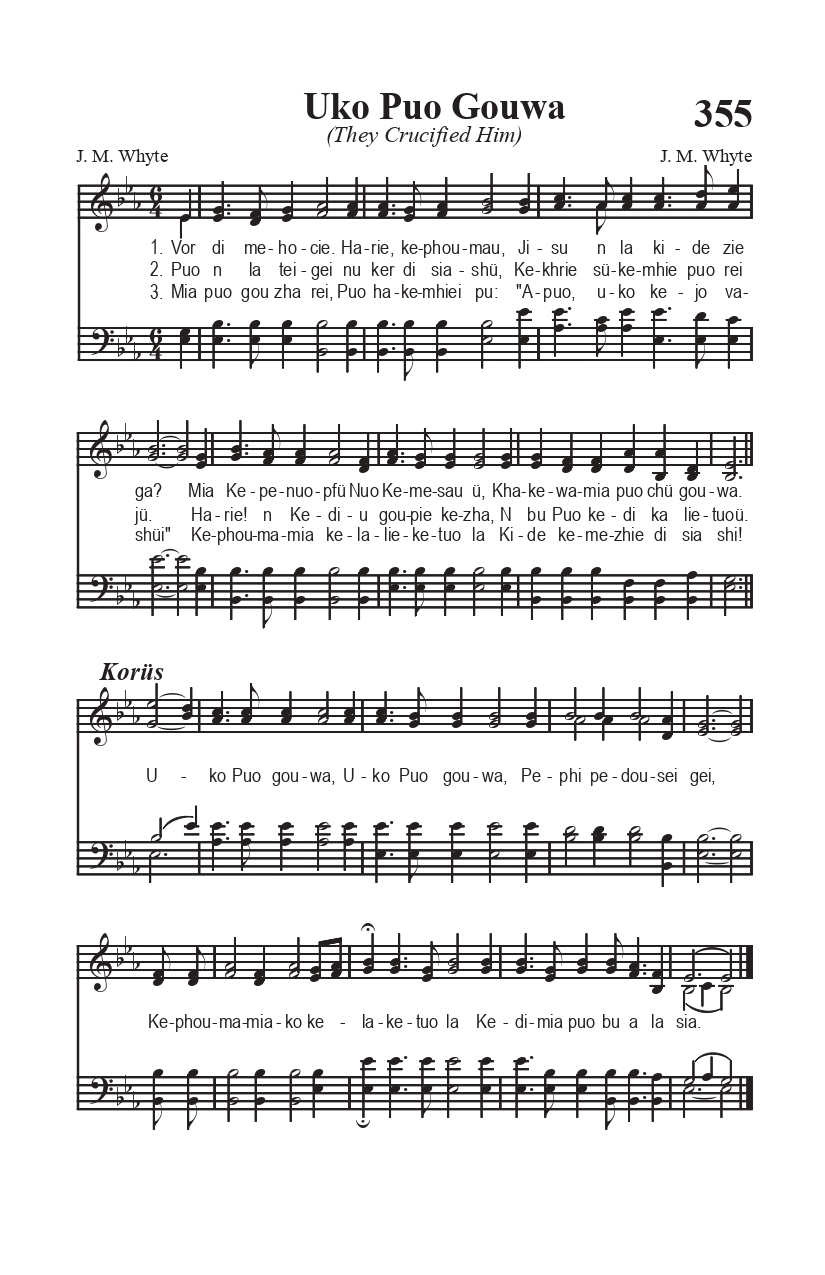 Uko Puo Gouwa
355
(They Crucified Him)
J. M. Whyte
J. M. Whyte
1. Vor di me-ho-cie. Ha-rie, ke-phou-mau, Ji-su n la ki-de zie
2. Puo n la tei-gei nu ker di sia-shü, Ke-khrie sü-ke-mhie puo rei
3. Mia puo gou zha rei, Puo ha-ke-mhiei pu: "A-puo, u-ko ke-jo va-
ga? Mia Ke-pe-nuo-pfü Nuo Ke-me-sau ü, Kha-ke-wa-mia puo chü gou-wa.
jü. Ha-rie! n Ke-di-u gou-pie ke-zha, N bu Puo ke-di ka lie-tuoü.
shüi" Ke-phou-ma-mia ke-la-lie-ke-tuo la Ki-de ke-me-zhie di sia shi!
Korüs
U - ko Puo gou-wa, U-ko Puo gou-wa, Pe-phi pe-dou-sei gei,
Ke-phou-ma-mia-ko ke - la-ke-tuo la Ke-di-mia puo bu a la sia.